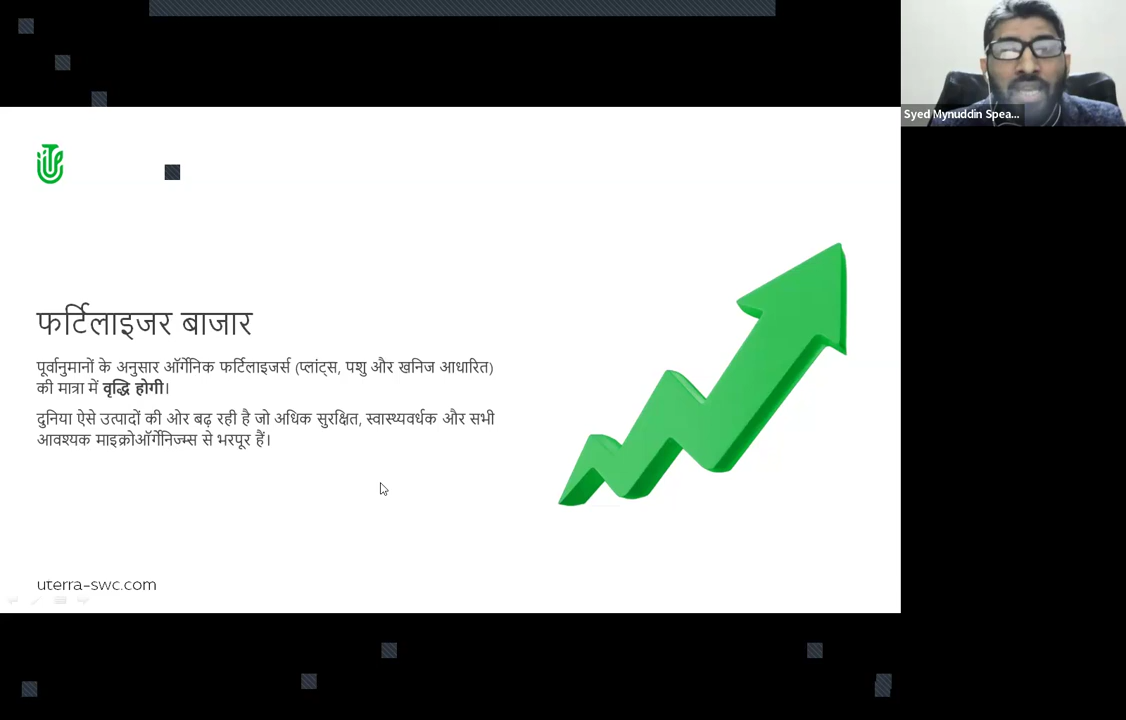 Syed Mynuddin Spea...
फर्टिलाइजर बाजार
पूर्वानुमानों के अनुसार ऑर्गेनिक फर्टिलाइजर्स (प्लांट्स, पशु और खनिज आधारित)
की मात्रा में वृद्धि होगी।
दुनिया ऐसे उत्पादों की ओर बढ़ रही है जो अधिक सुरक्षित, स्वास्थ्यवर्धक और सभी
आवश्यक माइक्रोऑर्गेनिज्म्स से भरपूर हैं।
uterra-swc.com